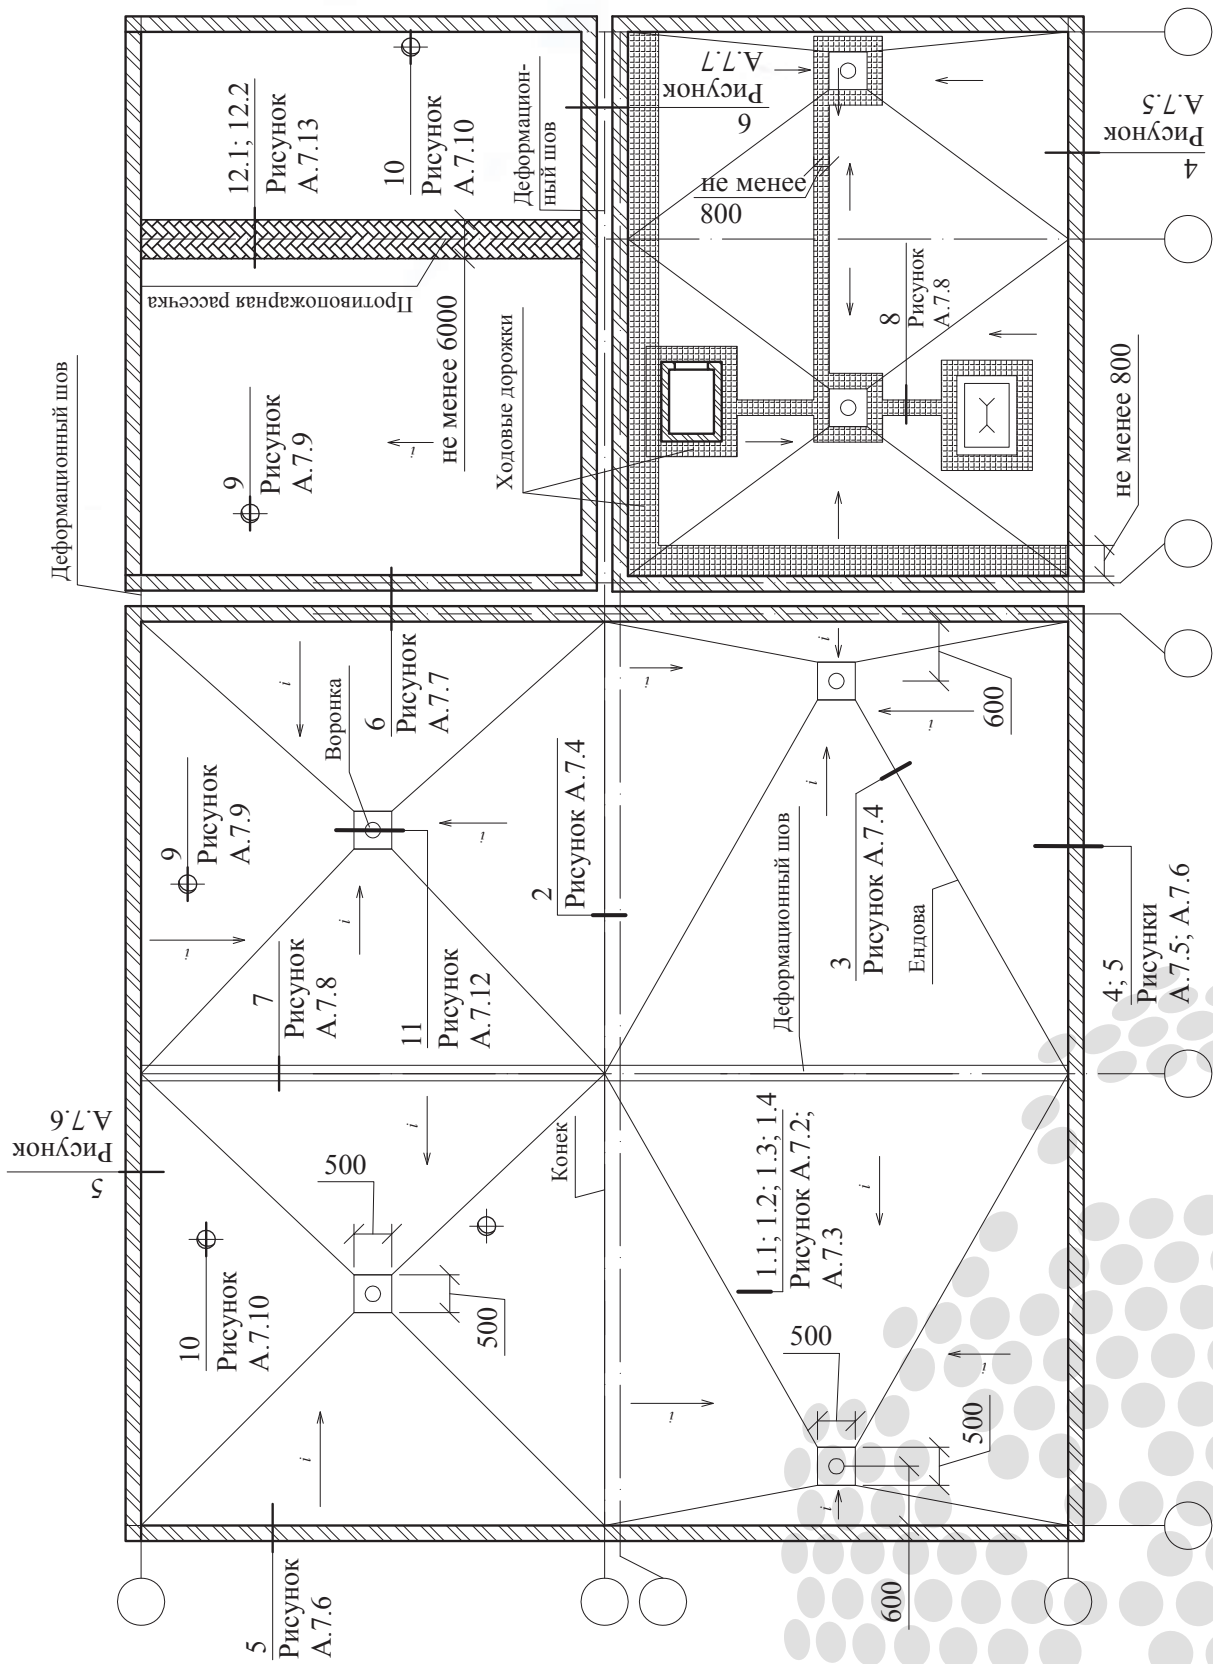 5
Рисунок
А.7.6
Деформационный шов
12.1; 12.2
Рисунок
А.7.13
10
Рисунок
А.7.10
Деформацион-
ный шов
Противопожарная рассечка
не менее 6000
9
Рисунок
А.7.9
i
Ходовые дорожки
6
Рисунок
А.7.7
не менее
800
4
Рисунок
А.7.5
8
Рисунок
А.7.8
не менее 800
9
Рисунок
А.7.9
i
i
Воронка
6
Рисунок
А.7.7
i
i
7
Рисунок
А.7.8
11
Рисунок
А.7.12
2
Рисунок А.7.4
i
i
i
i
600
3
Рисунок А.7.4
Деформационный шов
Ендова
4; 5
Рисунки
А.7.5; А.7.6
10
Рисунок
А.7.10
500
500
i
i
Конек
5
Рисунок
А.7.6
1.1; 1.2; 1.3; 1.4
Рисунок А.7.2;
А.7.3
i
i
i
i
500
500
600